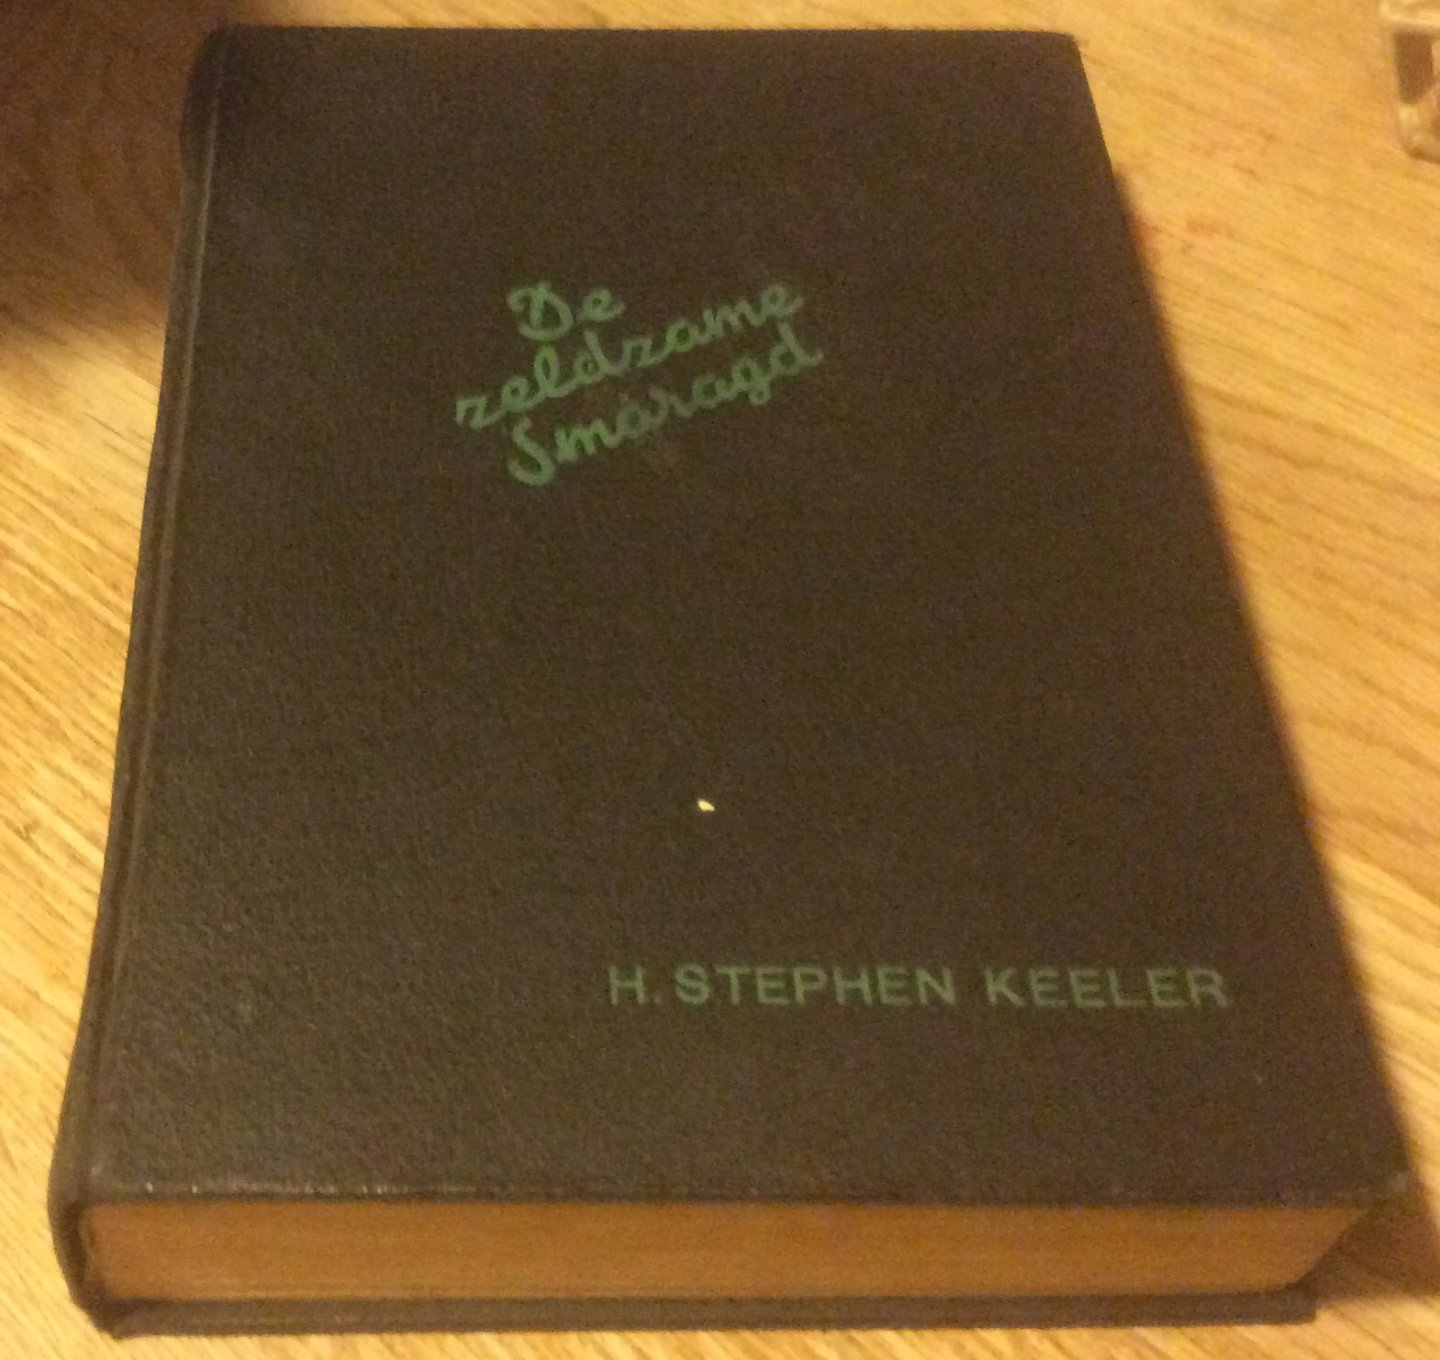 De
zeldzame
Smaragd
H. STEPHEN KEELER